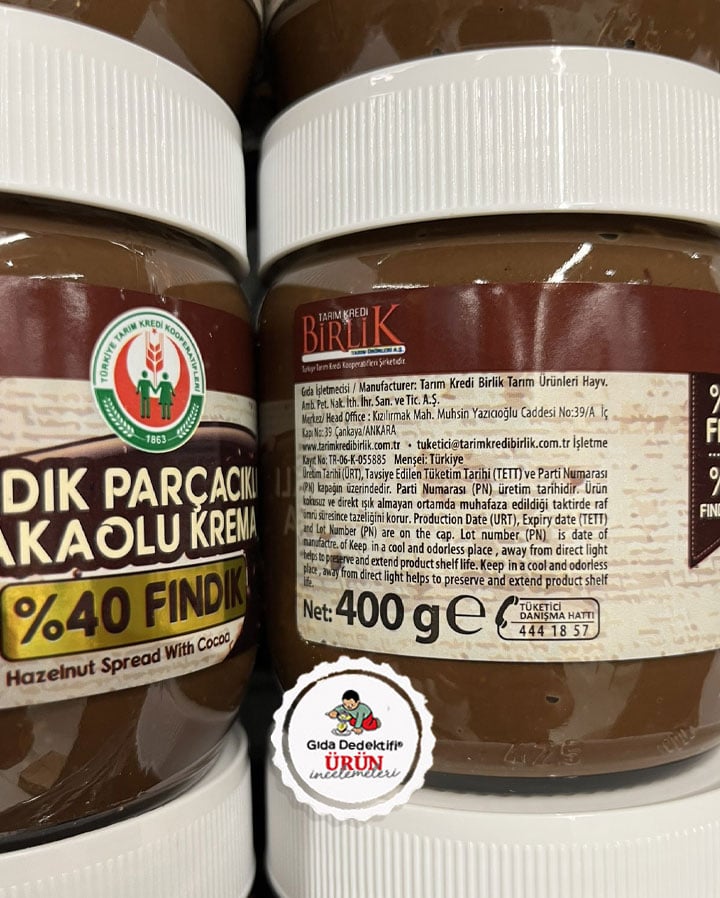 TÜRKİYE TARIM KREDİ KOOPERATİFLERİ
1863
DIK PARÇACIKL
AKAOLU KREMA
%40 FINDIK
Hazelnut Spread With Cocoa
TARIM KREDİ
BİRLİK
TARIM ÜRÜNLERİ A.Ş.
Türkiye Tarım Kredi Kooperatifleri Şirketidir.
Gıda İşletmecisi / Manufacturer: Tarım Kredi Birlik Tarım Ürünleri Hayv.
Amb. Pet. Nak. İth. İhr. San. ve Tic. A.Ş.
Merkez/ Head Office : Kızılırmak Mah. Muhsin Yazıcıoğlu Caddesi No:39/A İç
Kapı No: 39 Çankaya/ANKARA
www.tarimkredibirlik.com.tr • tuketici@tarimkredibirlik.com.tr İşletme
Kayıt No: TR-06-K-055885 Menşei: Türkiye
Üretim Tarihi (ÜRT), Tavsiye Edilen Tüketim Tarihi (TETT) ve Parti Numarası
(PN) kapağın üzerindedir. Parti Numarası (PN) üretim tarihidir. Ürün
kokusuz ve direkt ışık almayan ortamda muhafaza edildiği taktirde raf
ömrü süresince tazeliğini korur. Production Date (URT), Expiry date (TETT)
and Lot Number (PN) are on the cap. Lot number (PN) is date of
manufactre. of Keep in a cool and odorless place , away from direct light
helps to preserve and extend product shelf life. Keep in a cool and odorless
place , away from direct light helps to preserve and extend product shelf
life.
Net: 400 g e
TÜKETİCİ
DANIŞMA HATTI
444 18 57
%
FI
%
FIND
Gıda Dedektifi®
ÜRÜN
incelemeleri